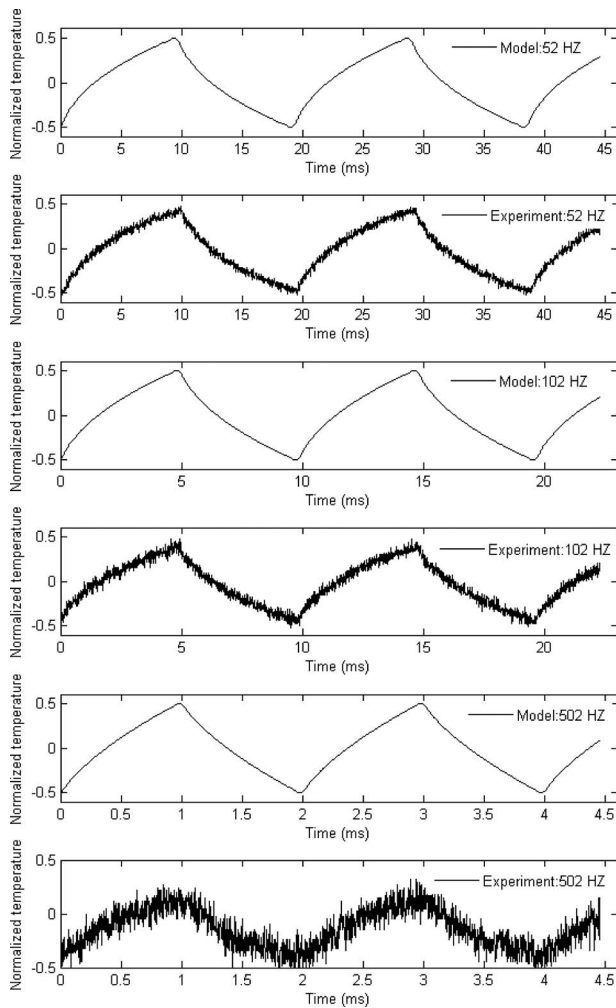 Normalized temperature
0.5
0
-0.5
Model:52 HZ
0 5 10 15 20 25 30 35 40 45
Time (ms)
Normalized temperature
0.5
0
-0.5
Experiment:52 HZ
0 5 10 15 20 25 30 35 40 45
Time (ms)
Normalized temperature
0.5
0
-0.5
Model:102 HZ
0 5 10 15 20
Time (ms)
Normalized temperature
0.5
0
-0.5
Experiment:102 HZ
0 5 10 15 20
Time (ms)
Normalized temperature
0.5
0
-0.5
Model:502 HZ
0 0.5 1 1.5 2 2.5 3 3.5 4 4.5
Time (ms)
Normalized temperature
0.5
0
-0.5
Experiment:502 HZ
0 0.5 1 1.5 2 2.5 3 3.5 4 4.5
Time (ms)